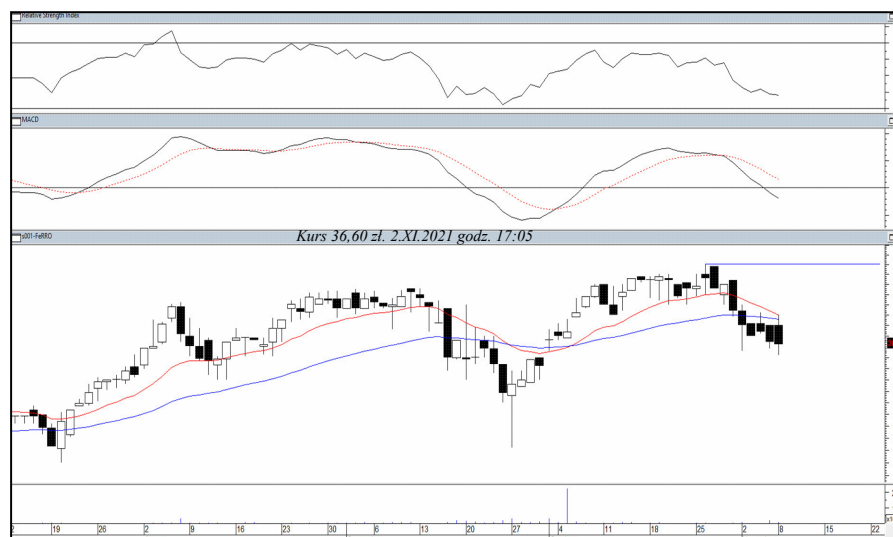 Relative Strength Index
MACD
s001-FeRRO
Kurs 36,60 zł. 2.XI.2021 godz. 17:05
2 19 26 2 9 16 23 30 6 13 20 27 4 11 18 25 2 8 15 22